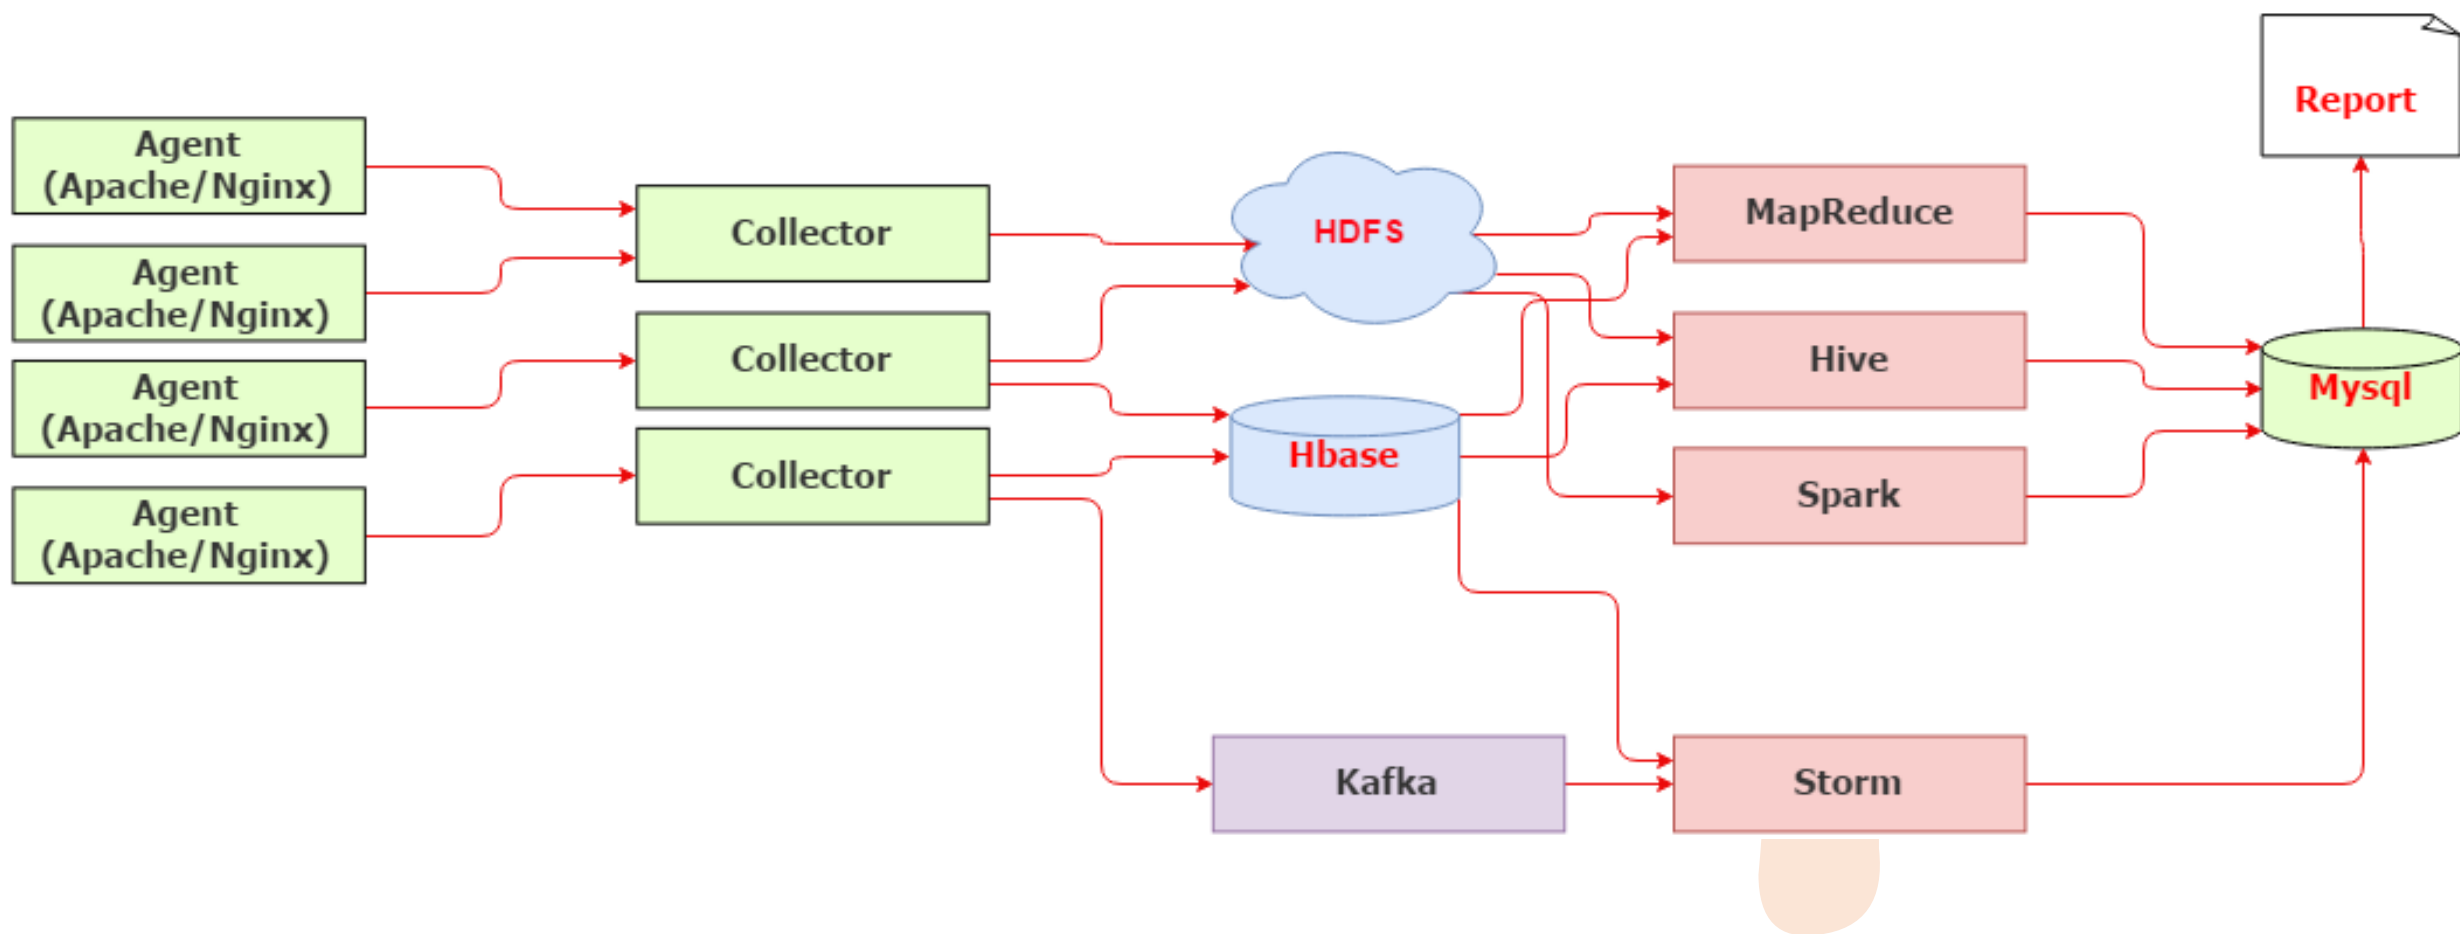 Agent
(Apache/Nginx)
Agent
(Apache/Nginx)
Agent
(Apache/Nginx)
Agent
(Apache/Nginx)
Collector
Collector
Collector
HDFS
Hbase
Kafka
MapReduce
Hive
Spark
Storm
Report
Mysql